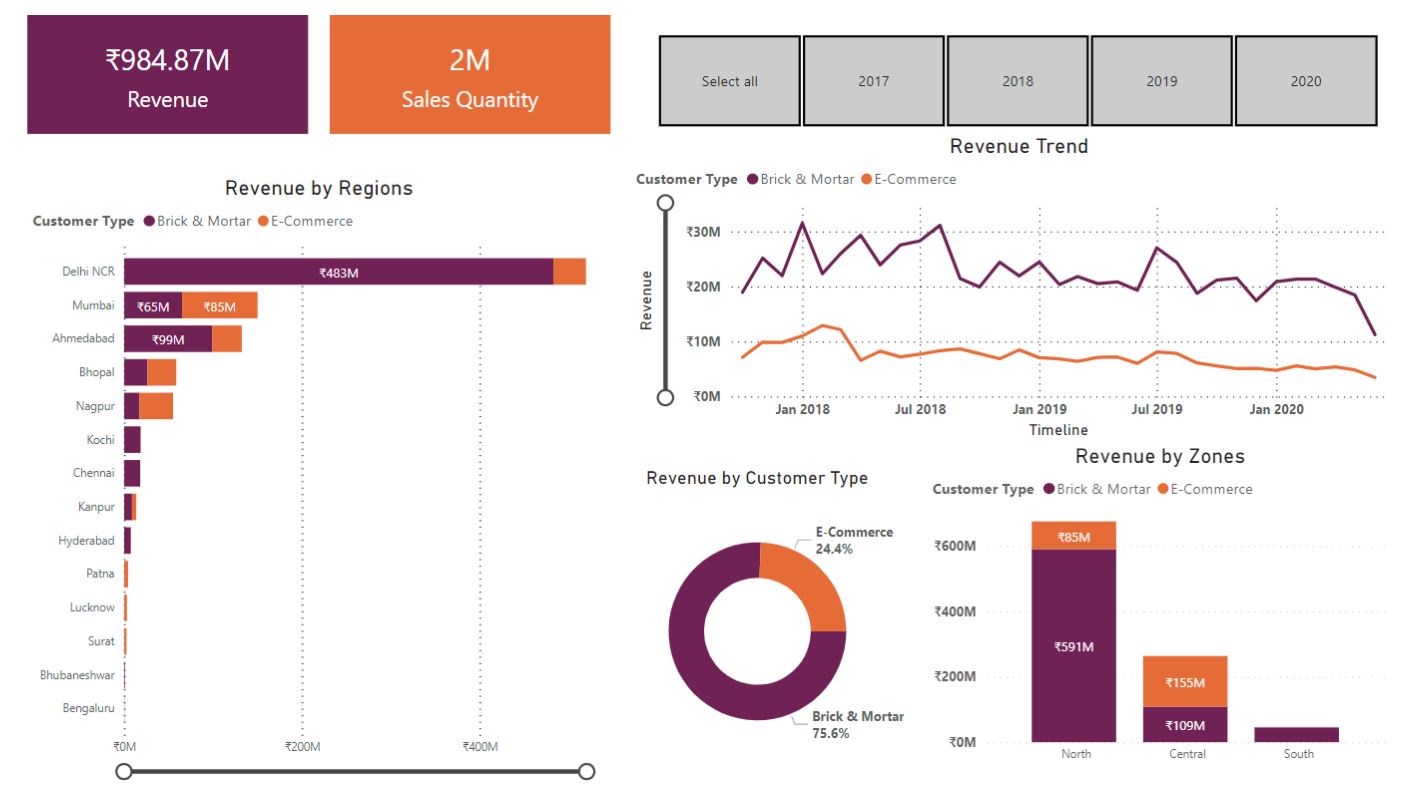 ₹984.87M
Revenue
2M
Sales Quantity
Select all
2017
2018
2019
2020
Revenue by Regions
Customer Type Brick & Mortar E-Commerce
Delhi NCR
₹483M
Mumbai
₹65M ₹85M
Ahmedabad
₹99M
Bhopal
Nagpur
Kochi
Chennai
Kanpur
Hyderabad
Patna
Lucknow
Surat
Bhubaneshwar
Bengaluru
₹0M ₹200M ₹400M
Revenue Trend
Customer Type Brick & Mortar E-Commerce
Revenue
₹30M
₹20M
₹10M
₹0M
Jan 2018 Jul 2018 Jan 2019 Jul 2019 Jan 2020
Timeline
Revenue by Customer Type
E-Commerce
24.4%
Brick & Mortar
75.6%
Revenue by Zones
Customer Type Brick & Mortar E-Commerce
₹600M
₹400M
₹200M
₹0M
₹85M
₹591M
₹155M
₹109M
North Central South